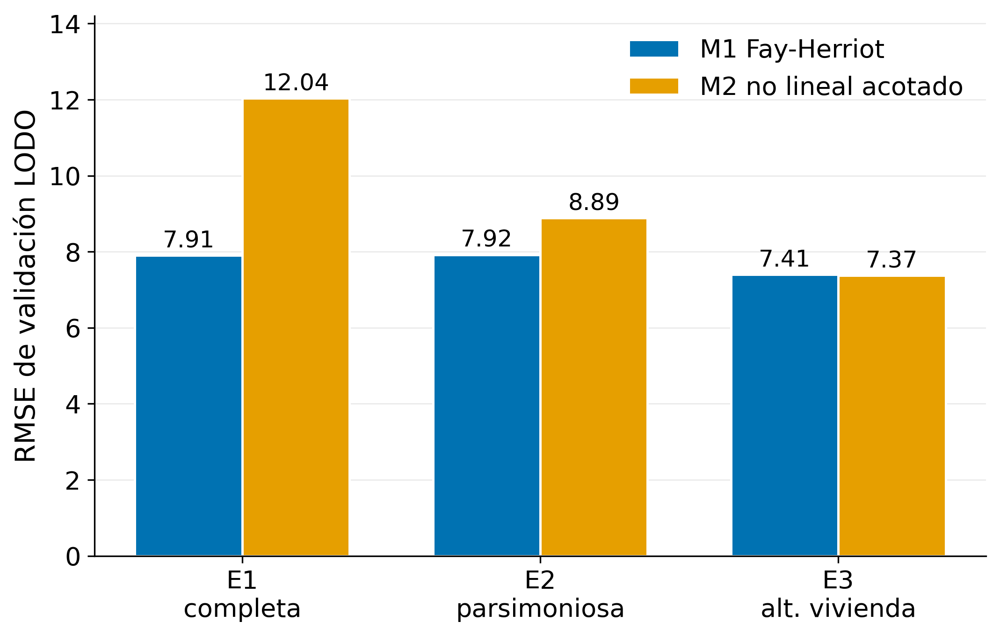 RMSE de validación LODO
14
12
10
8
6
4
2
0
M1 Fay-Herriot
M2 no lineal acotado
7.91
12.04
7.92
8.89
7.41
7.37
E1
completa
E2
parsimoniosa
E3
alt. vivienda